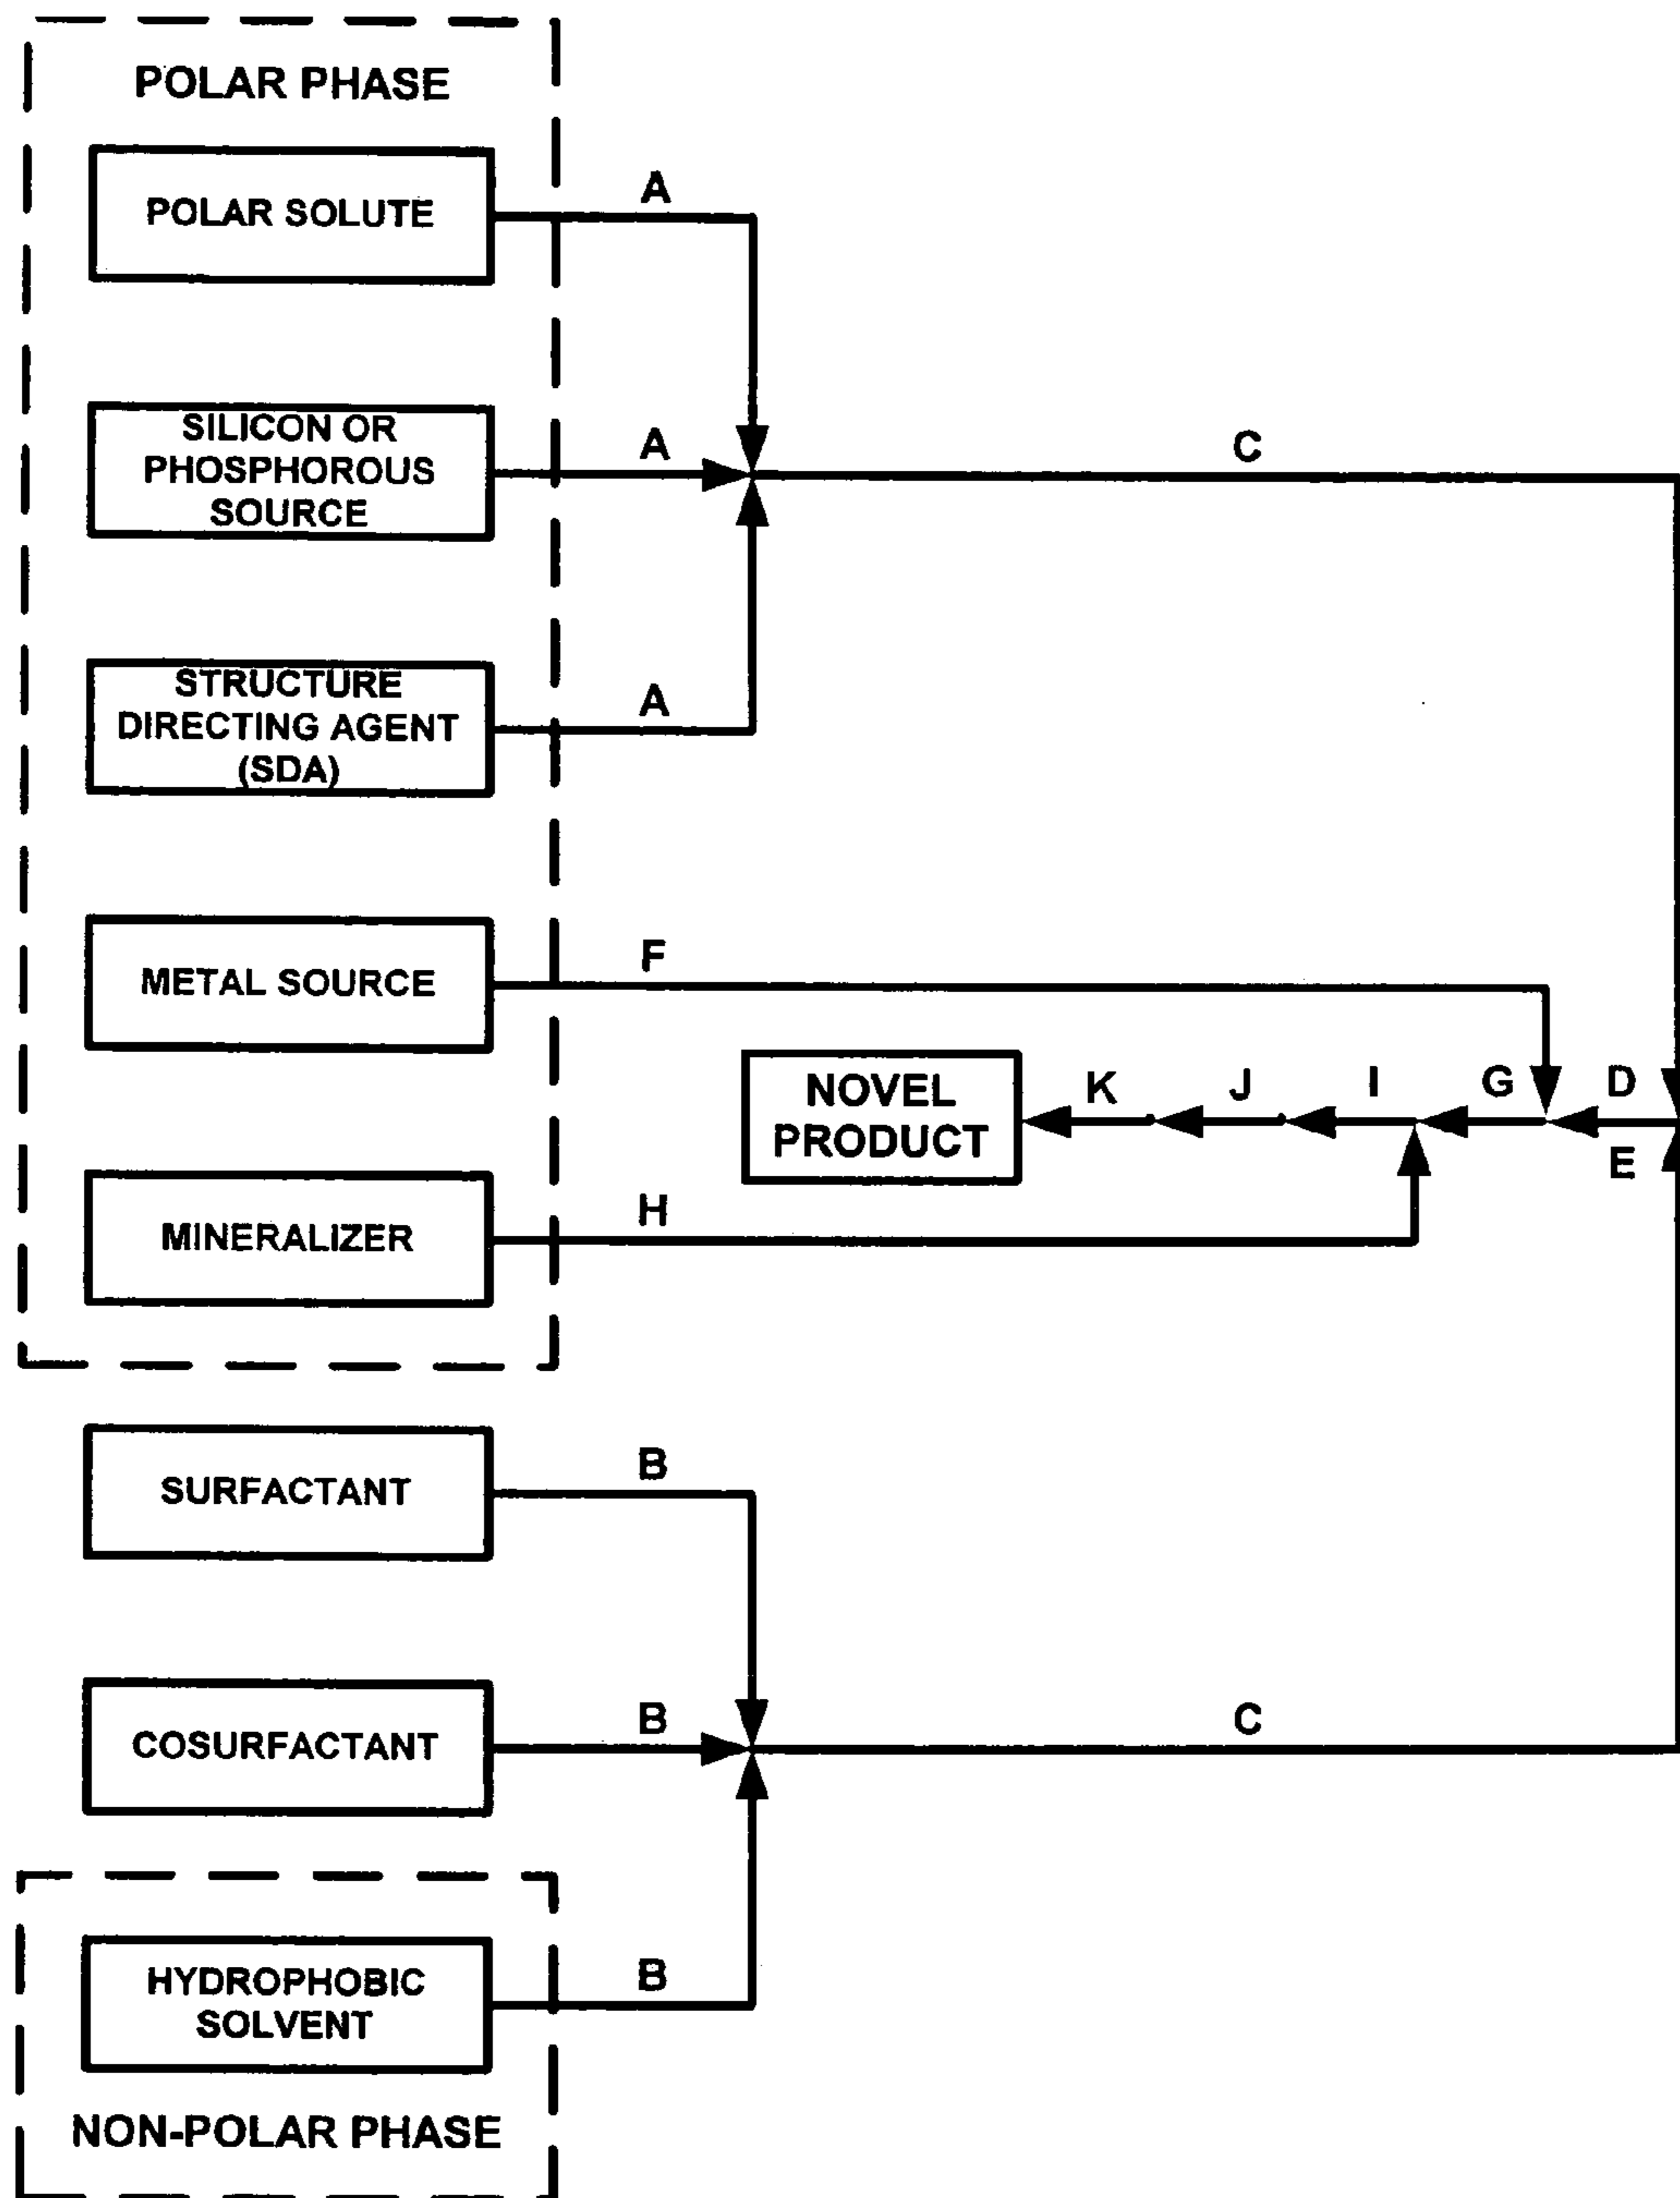 POLAR PHASE
POLAR SOLUTE
A
SILICON OR
PHOSPHOROUS
SOURCE
A
C
STRUCTURE
DIRECTING AGENT
(SDA)
A
METAL SOURCE
F
NOVEL
PRODUCT
K
J
I
G
D
E
MINERALIZER
H
SURFACTANT
B
COSURFACTANT
B
C
HYDROPHOBIC
SOLVENT
B
NON-POLAR PHASE